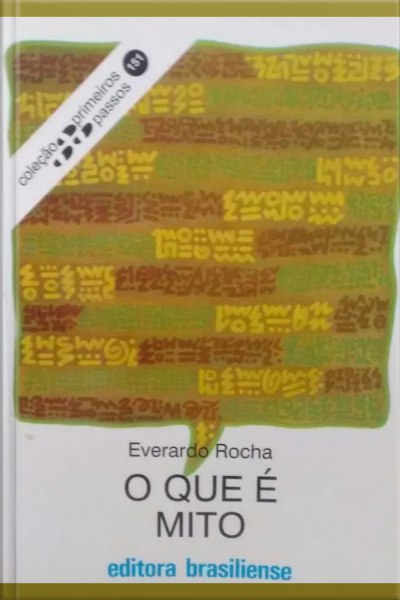 coleção primeiros
passos
151
Everardo Rocha
O QUE É
MITO
editora brasiliense